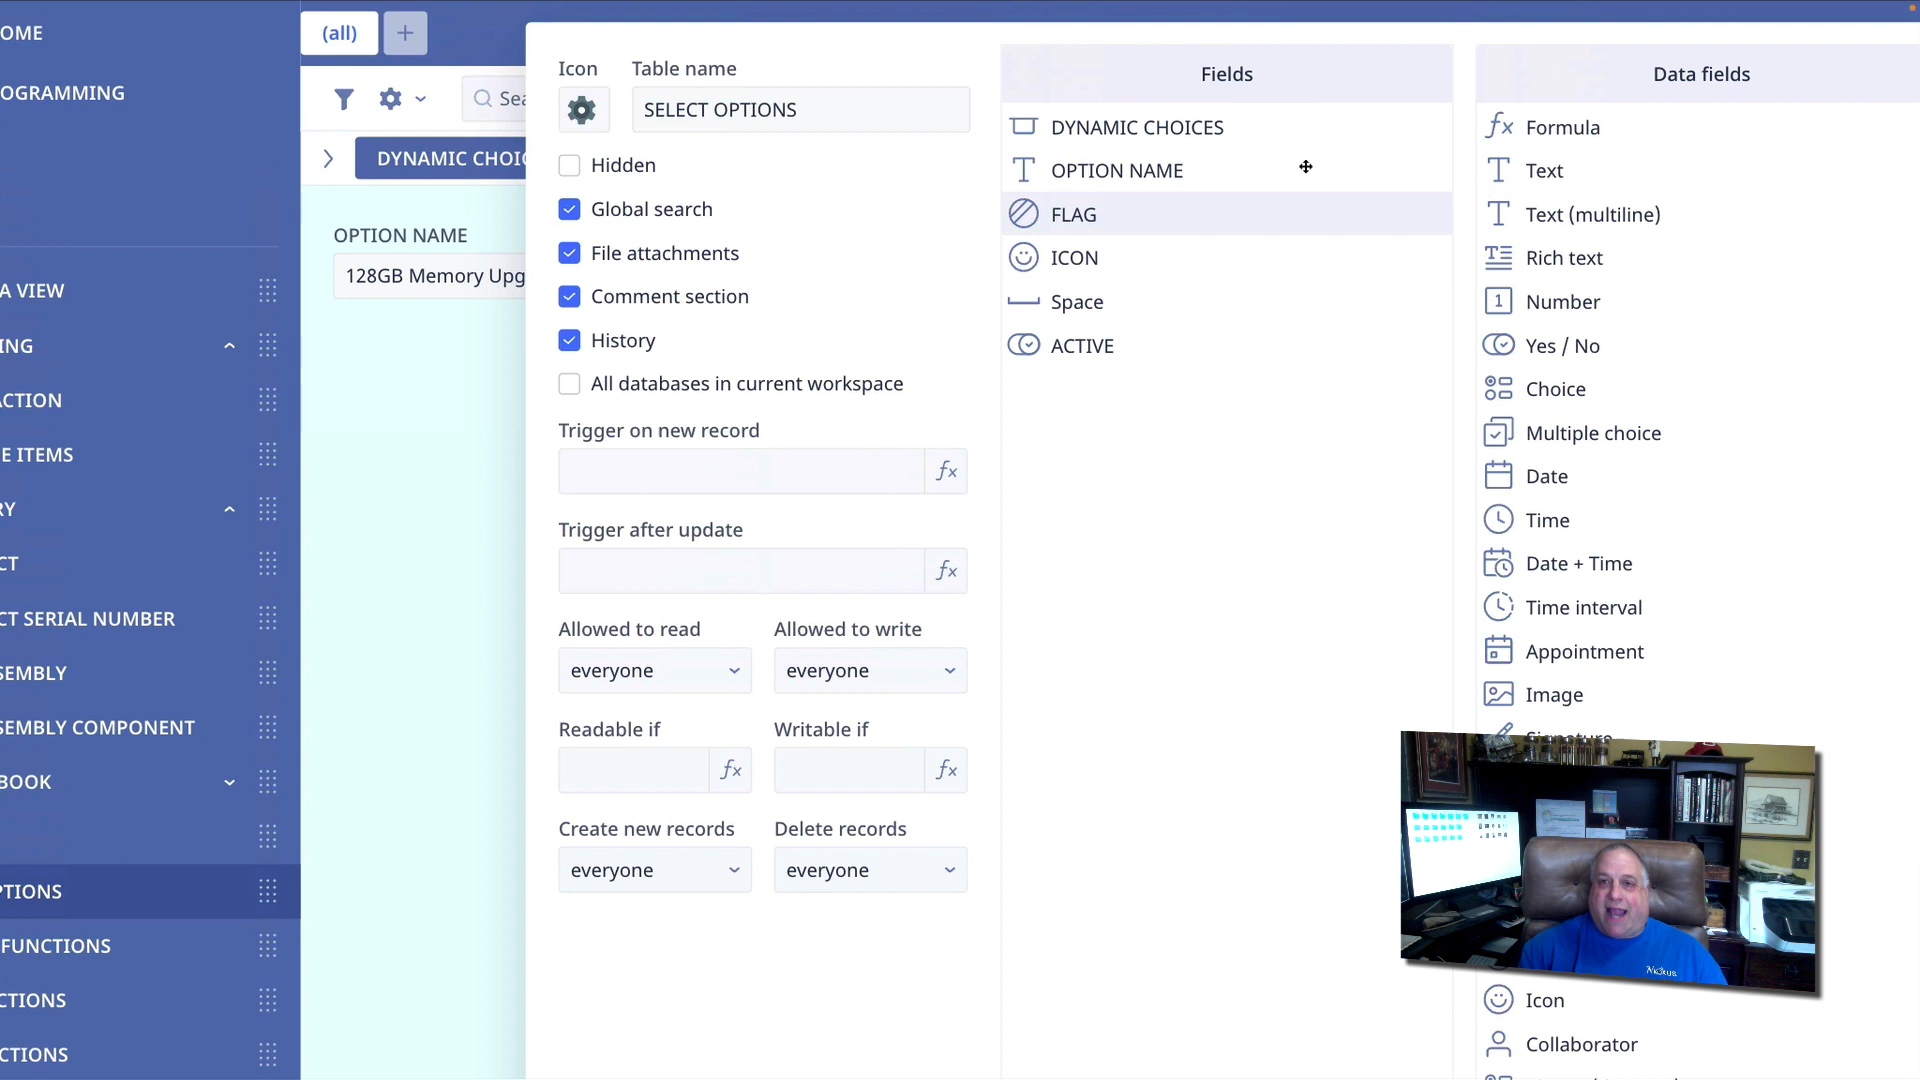 OME
OGRAMMING
A VIEW
ING
ACTION
E ITEMS
RY
CT
CT SERIAL NUMBER
SEMBLY
SEMBLY COMPONENT
BOOK
PTIONS
FUNCTIONS
CTIONS
CTIONS
(all)
+
Sea
DYNAMIC CHOIC
OPTION NAME
128GB Memory Upg
Icon
Table name
SELECT OPTIONS
Hidden
Global search
File attachments
Comment section
History
All databases in current workspace
Trigger on new record
fx
Trigger after update
fx
Allowed to read
Allowed to write
everyone
everyone
Readable if
Writable if
fx
fx
Create new records
Delete records
everyone
everyone
Fields
DYNAMIC CHOICES
OPTION NAME
FLAG
ICON
Space
ACTIVE
Data fields
fx Formula
Text
Text (multiline)
Rich text
Number
Yes / No
Choice
Multiple choice
Date
Time
Date + Time
Time interval
Appointment
Image
Signature
Icon
Collaborator